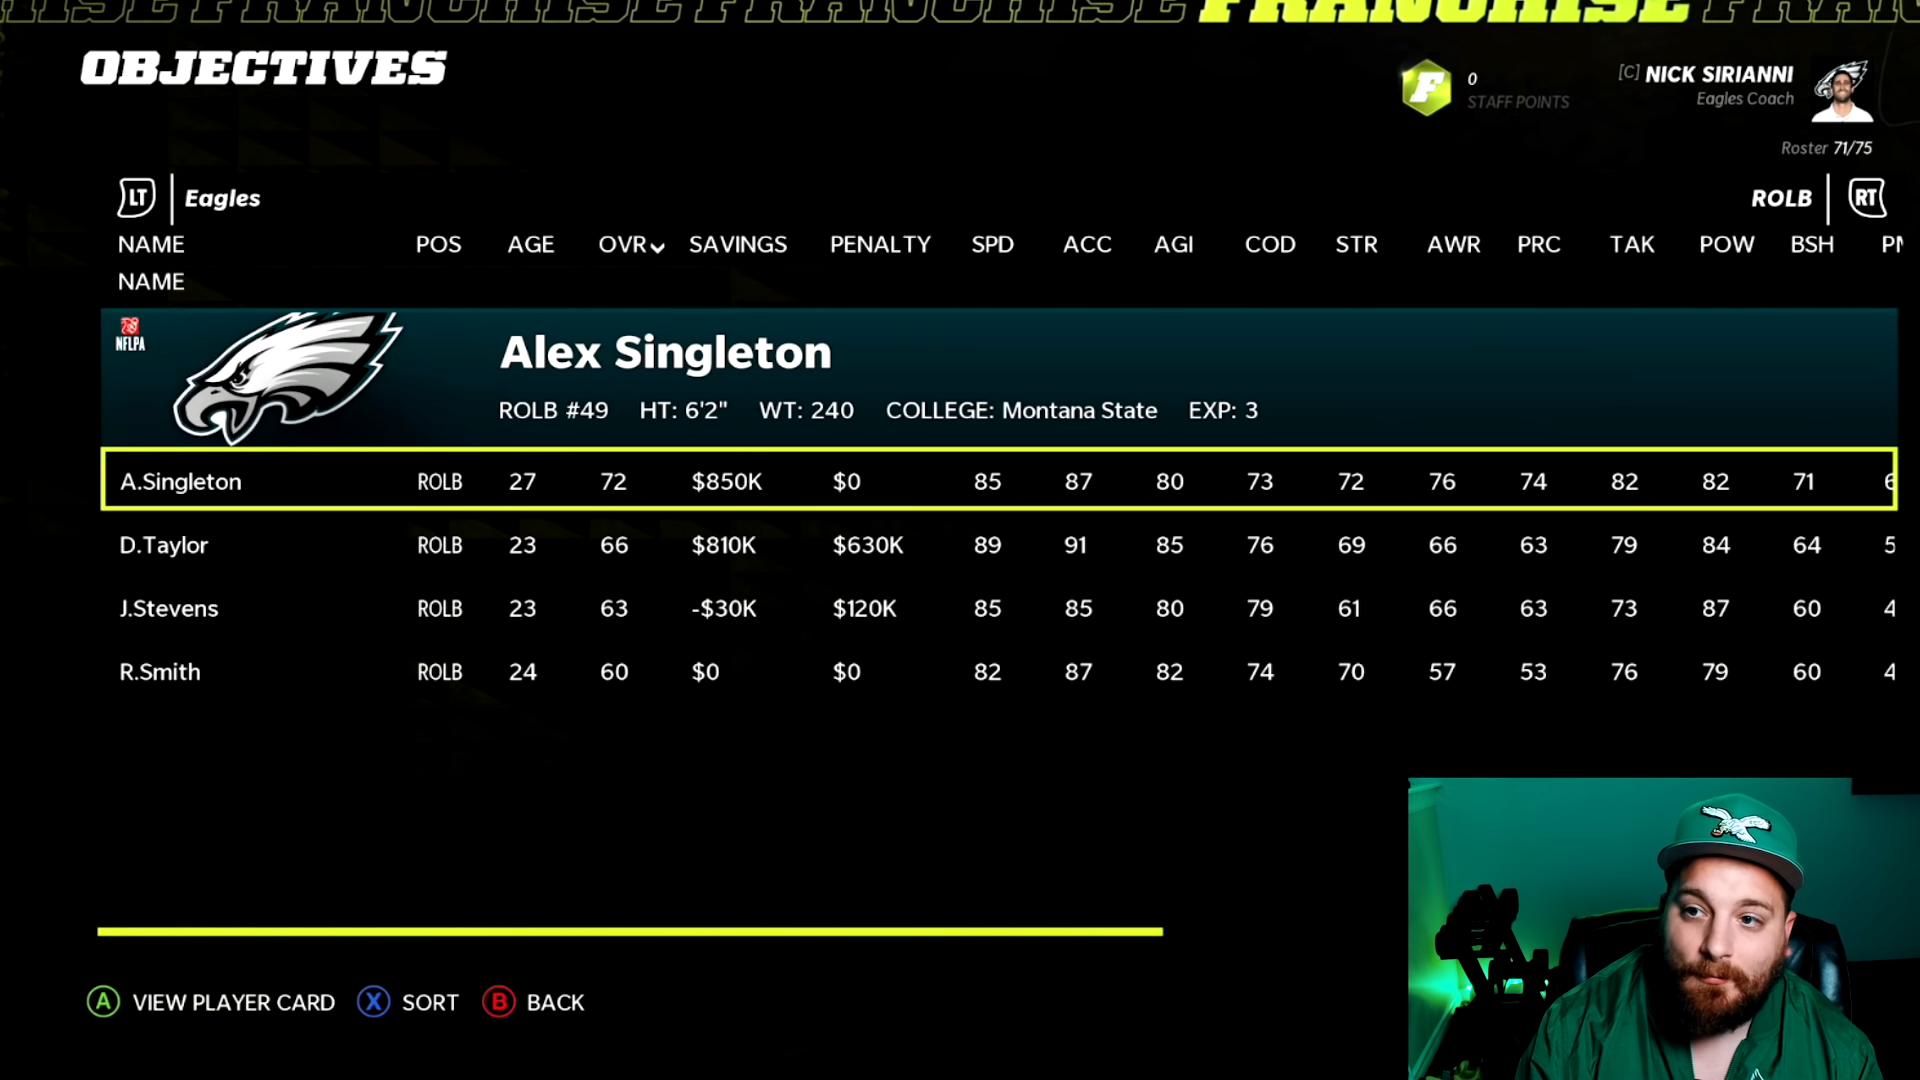 FRANCHISE FRANCHISE FRANCHISE FRANCHISE
OBJECTIVES
F
0
STAFF POINTS
[C] NICK SIRIANNI
Eagles Coach
Roster 71/75
LT Eagles
ROLB RT
NAME POS AGE OVR SAVINGS PENALTY SPD ACC AGI COD STR AWR PRC TAK POW BSH
NAME
NFLPA
Alex Singleton
ROLB #49 HT: 6'2" WT: 240 COLLEGE: Montana State EXP: 3
A.Singleton ROLB 27 72 $850K $0 85 87 80 73 72 76 74 82 82 71
D.Taylor ROLB 23 66 $810K $630K 89 91 85 76 69 66 63 79 84 64 5
J.Stevens ROLB 23 63 -$30K $120K 85 85 80 79 61 66 63 73 87 60 4
R.Smith ROLB 24 60 $0 $0 82 87 82 74 70 57 53 76 79 60 4
A VIEW PLAYER CARD X SORT B BACK